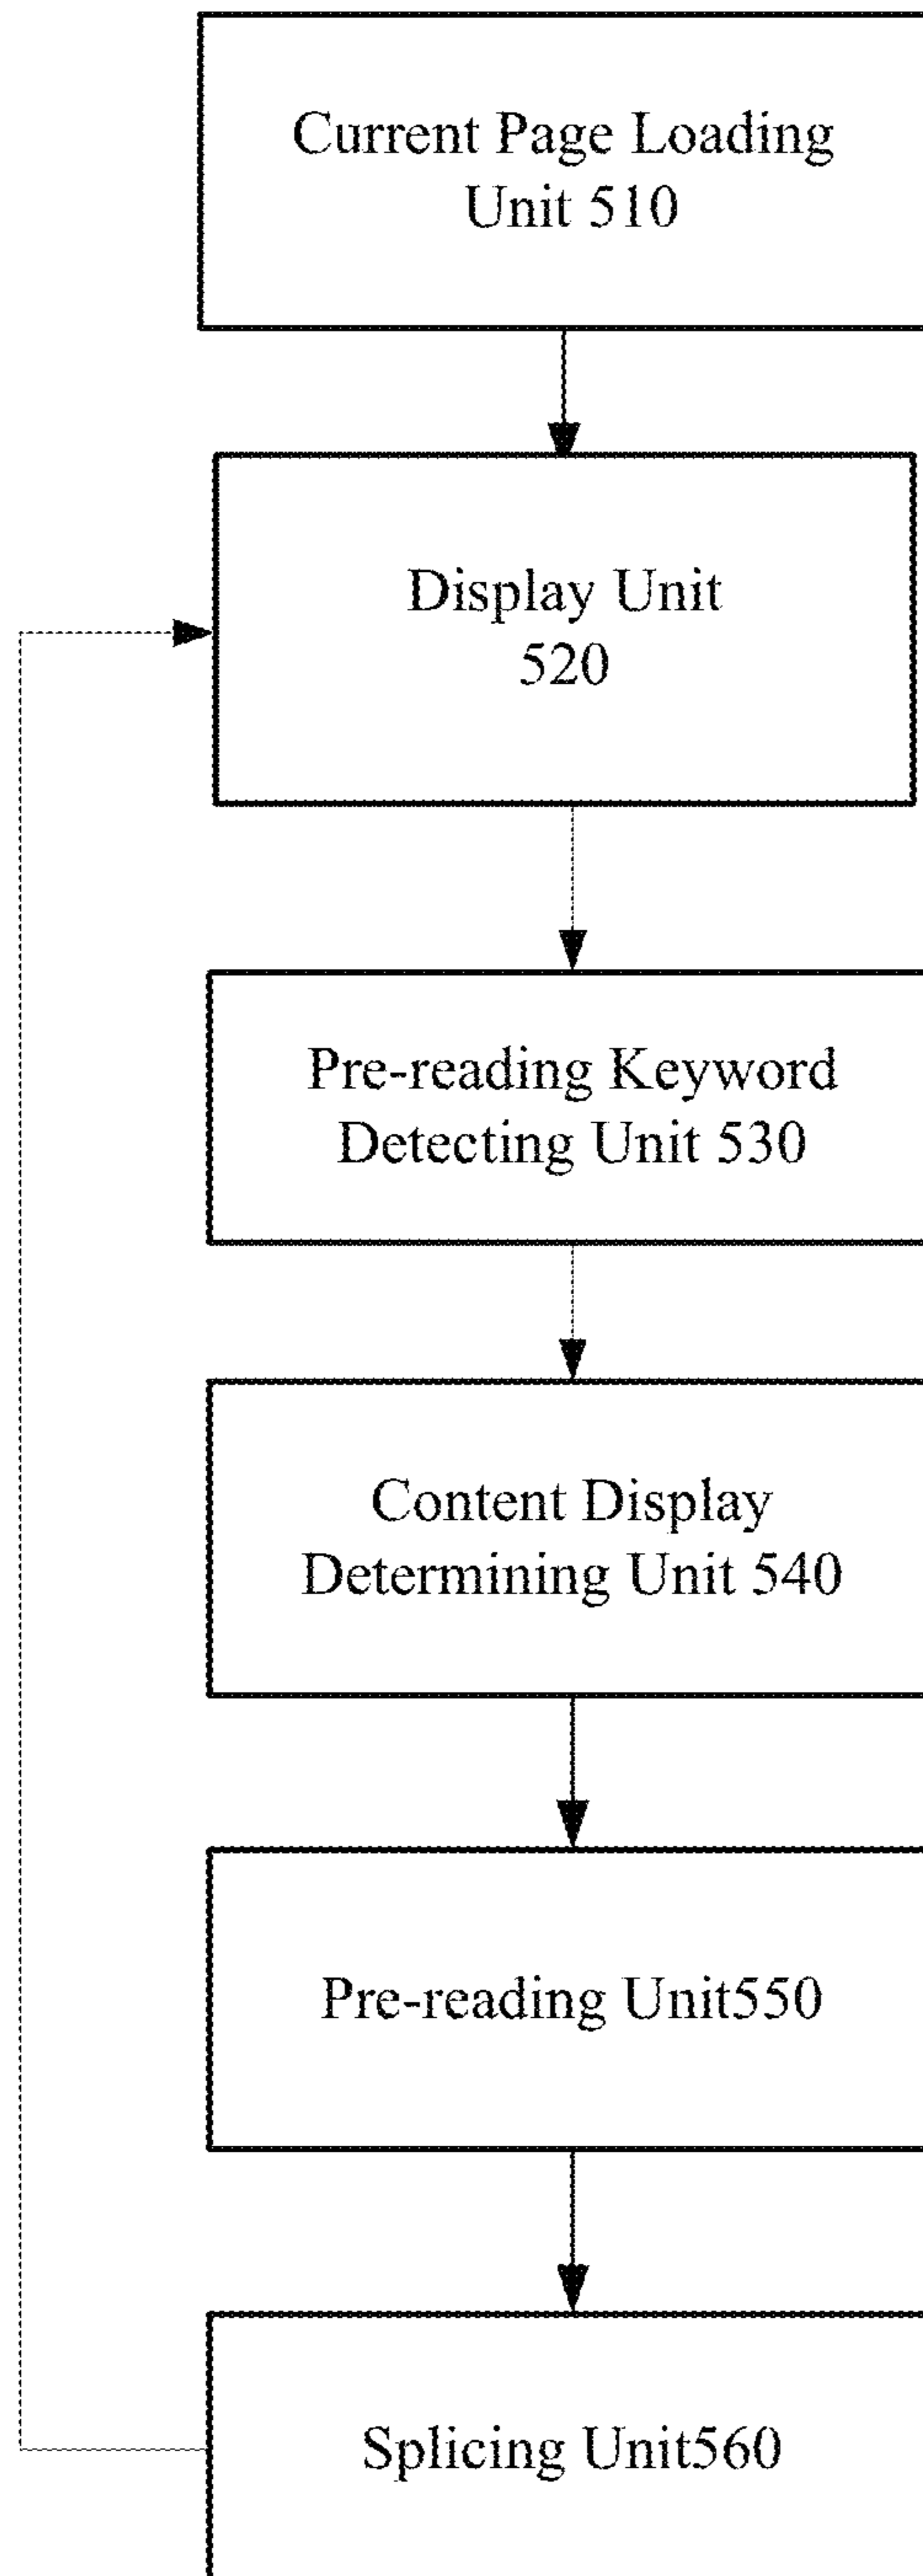 Current Page Loading
Unit 510
Display Unit
520
Pre-reading Keyword
Detecting Unit 530
Content Display
Determining Unit 540
Pre-reading Unit550
Splicing Unit560